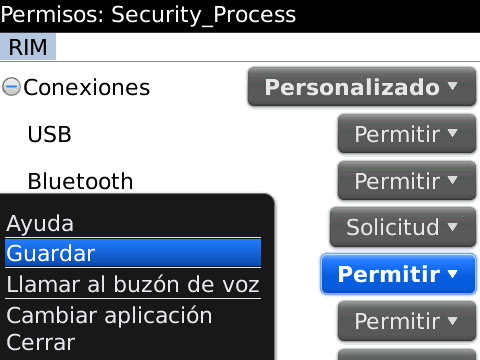 Permisos: Security_Process
RIM
Conexiones Personalizado
USB Permitir
Bluetooth Permitir
Solicitud
Permitir
Permitir
Ayuda
Guardar
Llamar al buzón de voz
Cambiar aplicación
Cerrar